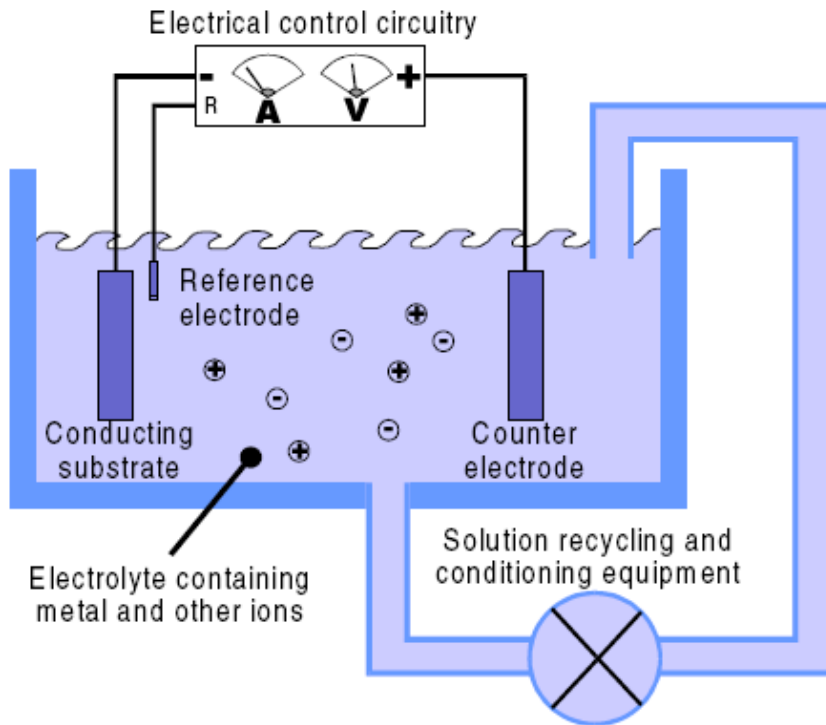 Electrical control circuitry
- A V +
R
Reference
electrode
Conducting
substrate
Counter
electrode
Electrolyte containing
metal and other ions
Solution recycling and
conditioning equipment